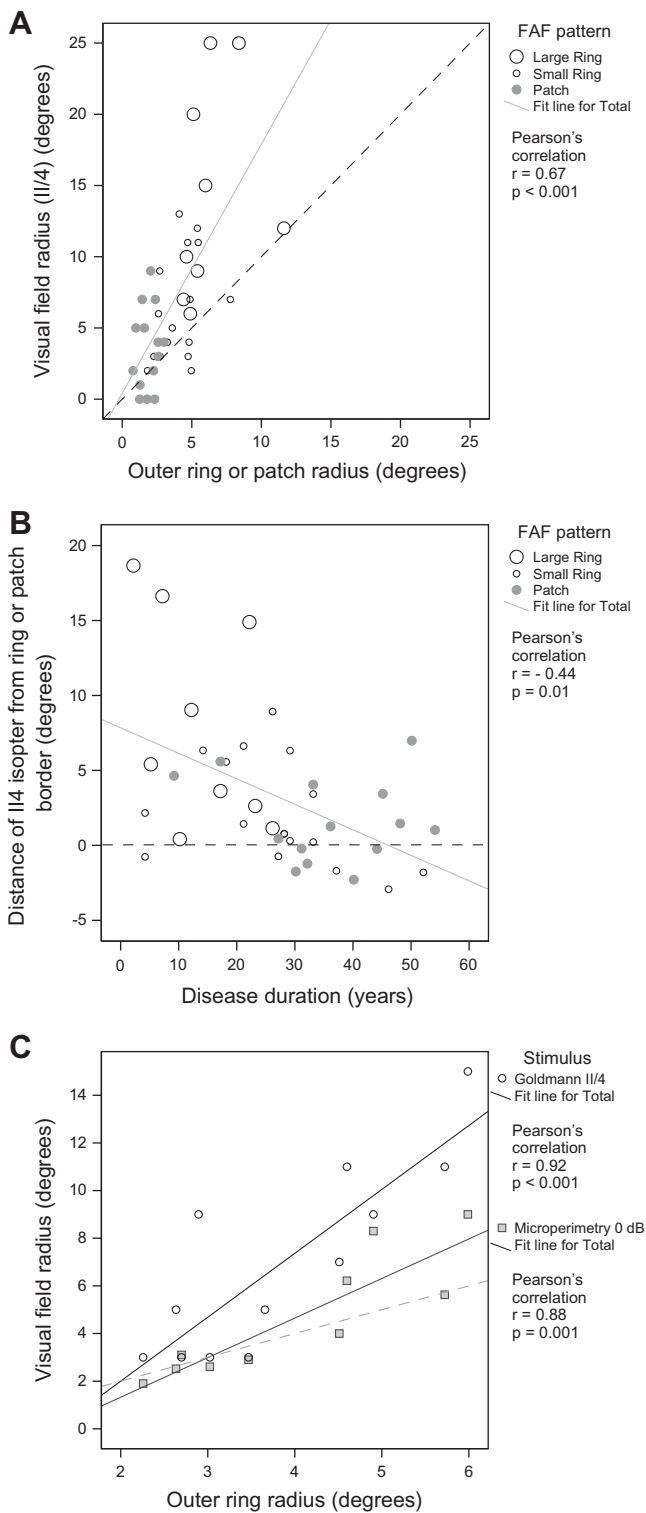 A
FAF pattern
Large Ring
Small Ring
Patch
Fit line for Total
Pearson's
correlation
r = 0.67
p < 0.001
Visual field radius (II/4) (degrees)
25
20
15
10
5
0
0 5 10 15 20 25
Outer ring or patch radius (degrees)
B
FAF pattern
Large Ring
Small Ring
Patch
Fit line for Total
Pearson's
correlation
r = - 0.44
p = 0.01
Distance of II4 isopter from ring or patch
border (degrees)
20
15
10
5
0
-5
0 10 20 30 40 50 60
Disease duration (years)
C
Stimulus
Goldmann II/4
Fit line for Total
Pearson's
correlation
r = 0.92
p < 0.001
Microperimetry 0 dB
Fit line for Total
Pearson's
correlation
r = 0.88
p = 0.001
Visual field radius (degrees)
14
12
10
8
6
4
2
0
2 3 4 5 6
Outer ring radius (degrees)